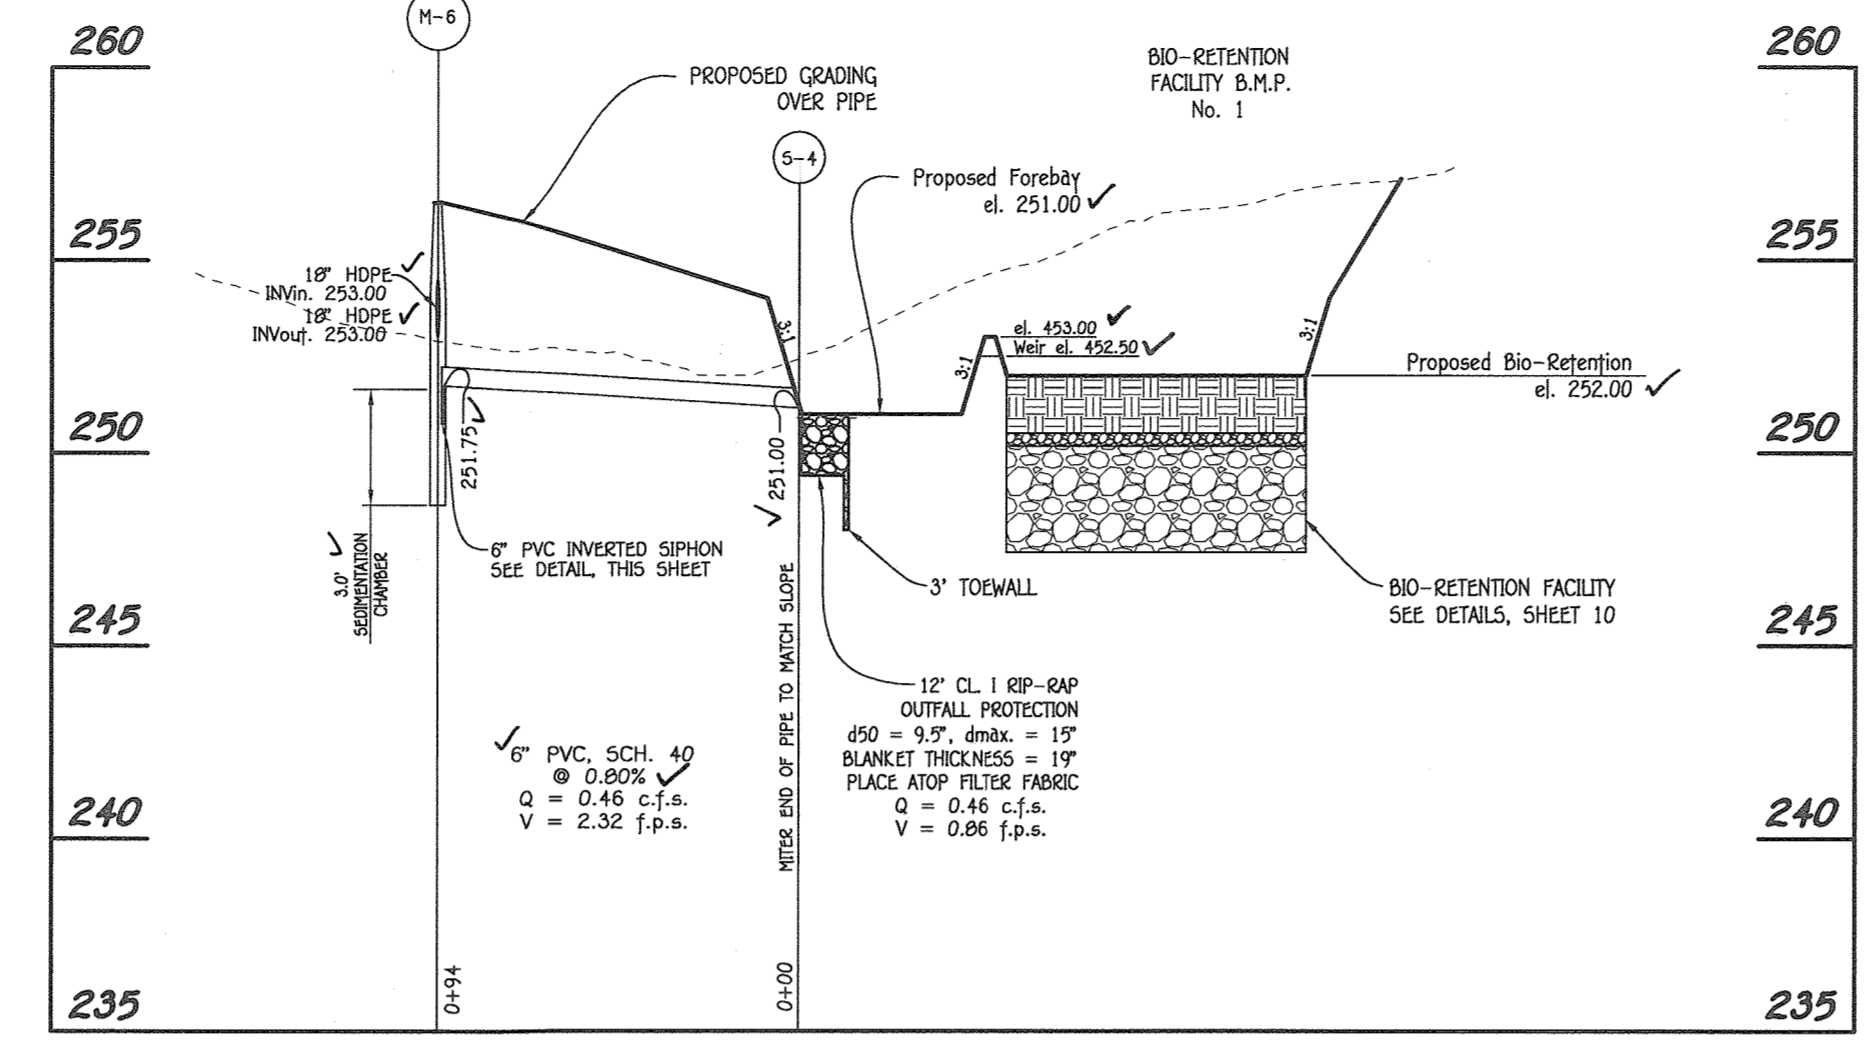 M-6
260
260
PROPOSED GRADING
OVER PIPE
BIO-RETENTION
FACILITY B.M.P.
No. 1
S-4
Proposed Forebay
el. 251.00
255
255
18" HDPE
INVin. 253.00
18" HDPE
INVout. 253.00
3:1
el. 453.00
Weir el. 452.50
3:1
3:1
Proposed Bio-Retention
el. 252.00
250
250
251.75
251.00
6" PVC INVERTED SIPHON
SEE DETAIL, THIS SHEET
3.0'
SEDIMENTATION
CHAMBER
3' TOEWALL
BIO-RETENTION FACILITY
SEE DETAILS, SHEET 10
245
245
MITER END OF PIPE TO MATCH SLOPE
12' CL. I RIP-RAP
OUTFALL PROTECTION
d50 = 9.5", dmax. = 15"
BLANKET THICKNESS = 19"
PLACE ATOP FILTER FABRIC
Q = 0.46 c.f.s.
V = 0.86 f.p.s.
6" PVC, SCH. 40
@ 0.80%
Q = 0.46 c.f.s.
V = 2.32 f.p.s.
240
240
0+94
0+00
235
235